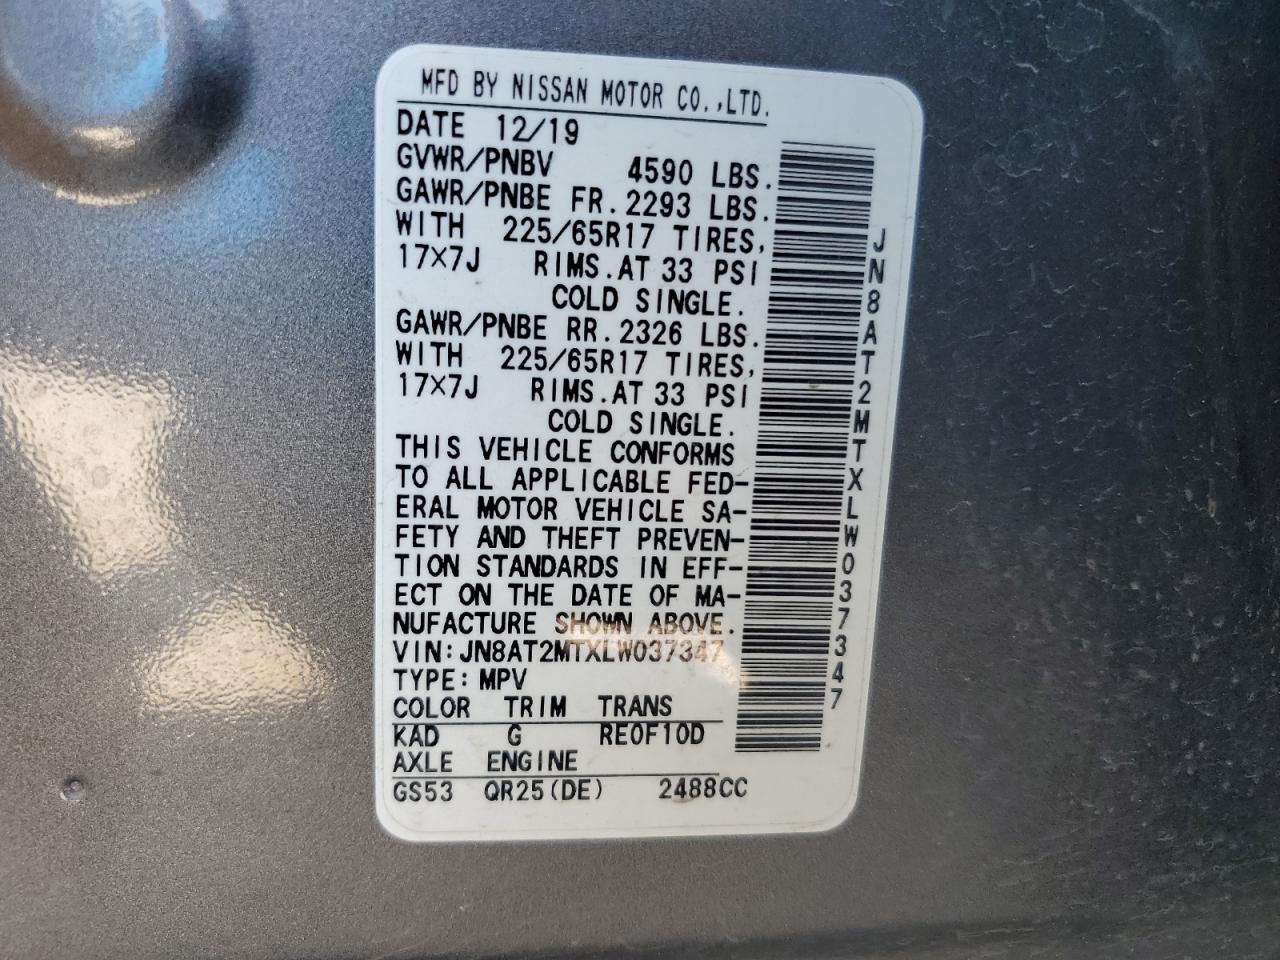 MFD BY NISSAN MOTOR CO.,LTD.
DATE 12/19
GVWR/PNBV 4590 LBS.
GAWR/PNBE FR.2293 LBS.
WITH 225/65R17 TIRES,
17×7J RIMS.AT 33 PSI
COLD SINGLE.
GAWR/PNBE RR.2326 LBS.
WITH 225/65R17 TIRES,
17×7J RIMS.AT 33 PSI
COLD SINGLE.
THIS VEHICLE CONFORMS
TO ALL APPLICABLE FED-
ERAL MOTOR VEHICLE SA-
FETY AND THEFT PREVEN-
TION STANDARDS IN EFF-
ECT ON THE DATE OF MA-
NUFACTURE SHOWN ABOVE.
VIN:JN8AT2MTXLW037347
TYPE:MPV
COLOR TRIM TRANS
KAD G RE0F10D
AXLE ENGINE
GS53 QR25(DE) 2488CC
JN8AT2MTXLW037347